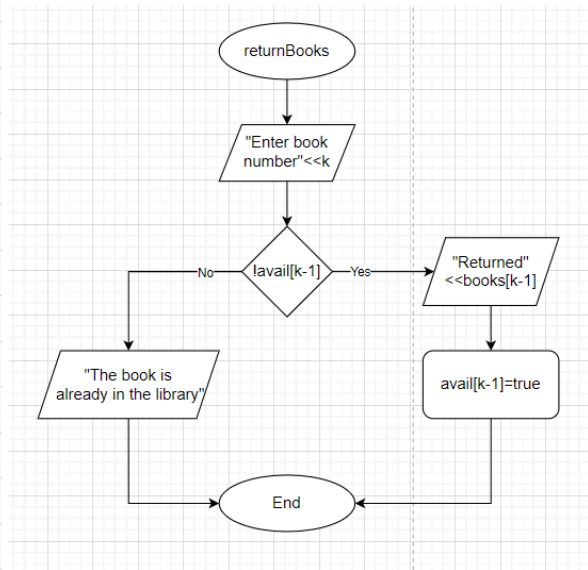 returnBooks
"Enter book
number"<<k
!avail[k-1]
No
Yes
"Returned"
<<books[k-1]
"The book is
already in the library"
avail[k-1]=true
End